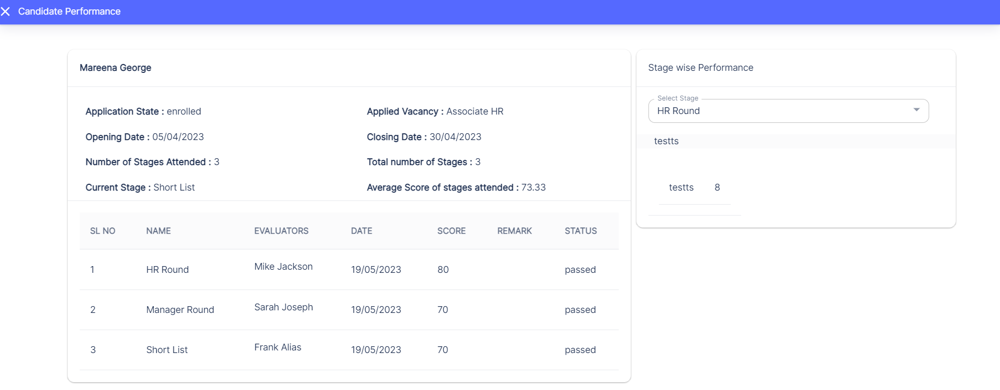 Candidate Performance
Mareena George
Application State : enrolled
Applied Vacancy : Associate HR
Opening Date : 05/04/2023
Closing Date : 30/04/2023
Number of Stages Attended : 3
Total number of Stages : 3
Current Stage : Short List
Average Score of stages attended : 73.33
SL NO NAME EVALUATORS DATE SCORE REMARK STATUS
1 HR Round Mike Jackson 19/05/2023 80 passed
2 Manager Round Sarah Joseph 19/05/2023 70 passed
3 Short List Frank Alias 19/05/2023 70 passed
Stage wise Performance
Select Stage
HR Round
testts
testts 8